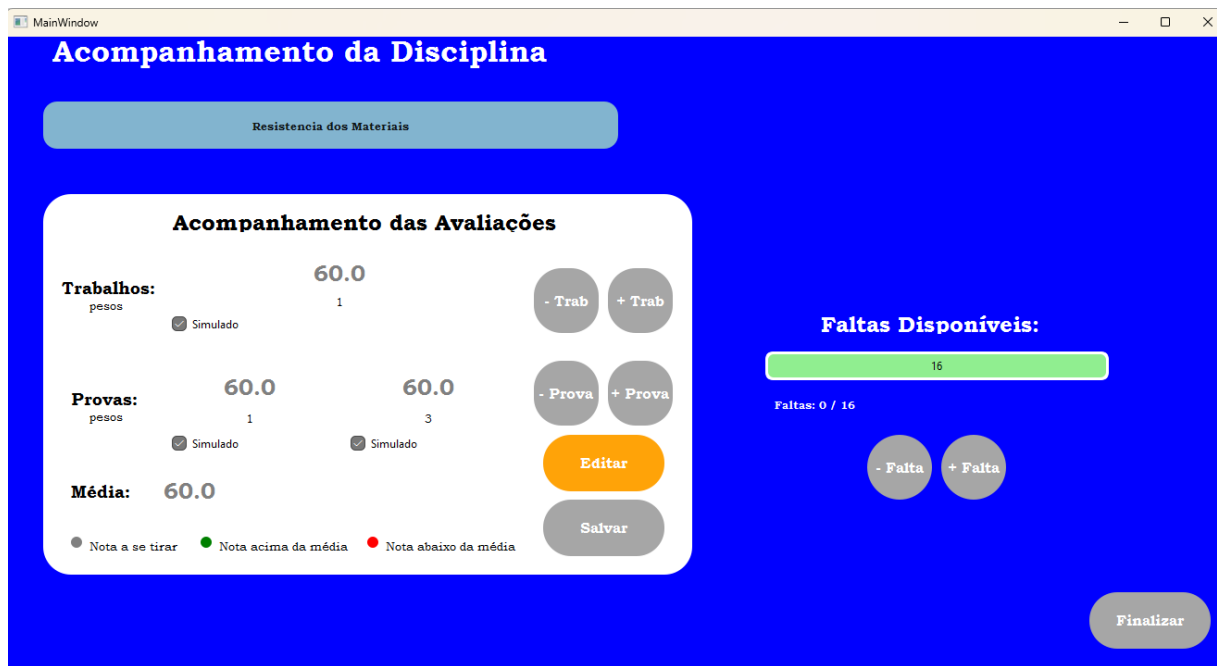 MainWindow
Acompanhamento da Disciplina
Resistencia dos Materiais
Acompanhamento das Avaliações
Trabalhos:
pesos
60.0
1
Simulado
- Trab
+ Trab
Provas:
pesos
60.0
60.0
1
3
Simulado
Simulado
- Prova
+ Prova
Editar
Média:
60.0
Salvar
Nota a se tirar
Nota acima da média
Nota abaixo da média
Faltas Disponíveis:
16
Faltas: 0 / 16
- Falta
+ Falta
Finalizar